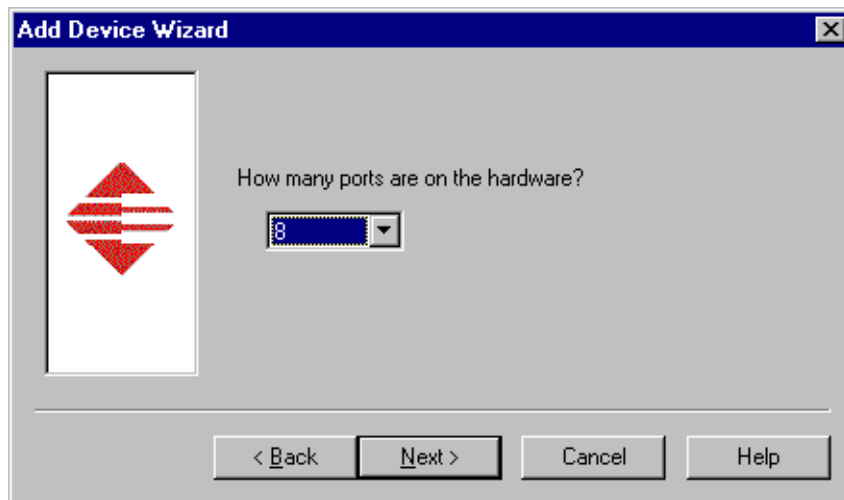 Add Device Wizard
How many ports are on the hardware?
8
< Back
Next >
Cancel
Help